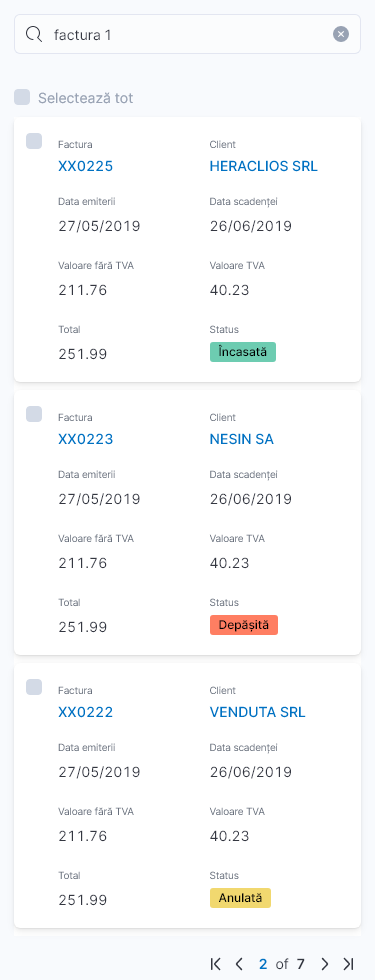 factura 1
Selectează tot
Factura Client
XX0225 HERACLIOS SRL
Data emiterii Data scadenței
27/05/2019 26/06/2019
Valoare fără TVA Valoare TVA
211.76 40.23
Total Status
251.99 Încasată
Factura Client
XX0223 NESIN SA
Data emiterii Data scadenței
27/05/2019 26/06/2019
Valoare fără TVA Valoare TVA
211.76 40.23
Total Status
251.99 Depășită
Factura Client
XX0222 VENDUTA SRL
Data emiterii Data scadenței
27/05/2019 26/06/2019
Valoare fără TVA Valoare TVA
211.76 40.23
Total Status
251.99 Anulată
2 of 7